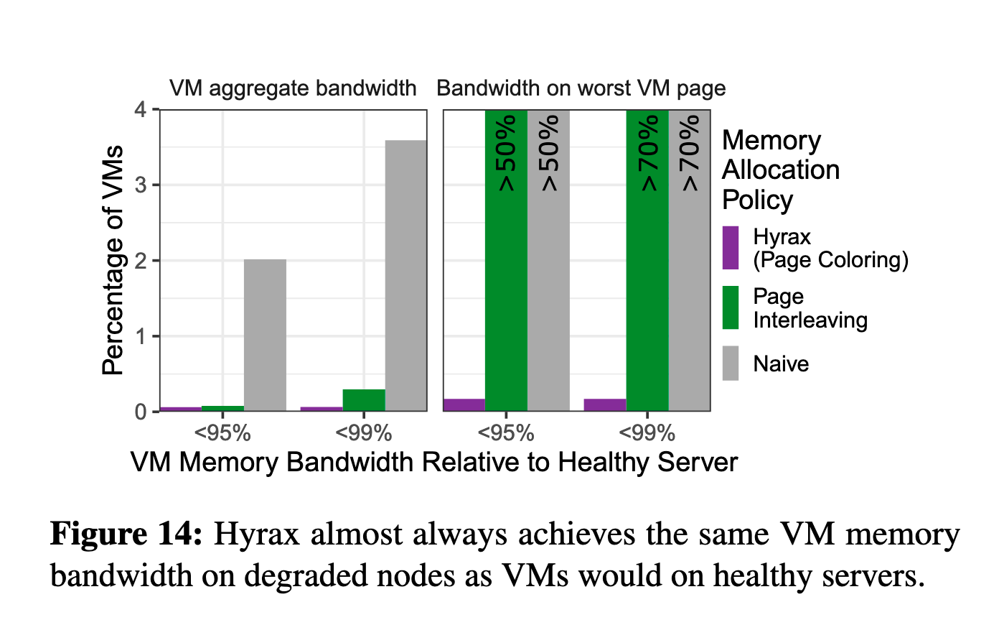 VM aggregate bandwidth
Bandwidth on worst VM page
Percentage of VMs
4
3
2
1
0
>50%
>50%
>70%
>70%
<95%
<99%
<95%
<99%
VM Memory Bandwidth Relative to Healthy Server
Memory
Allocation
Policy
Hyrax
(Page Coloring)
Page
Interleaving
Naive
Figure 14: Hyrax almost always achieves the same VM memory
bandwidth on degraded nodes as VMs would on healthy servers.